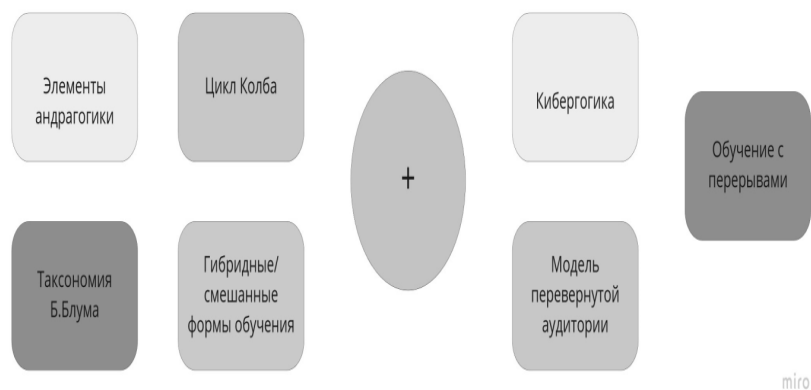 Элементы
андрагогики
Цикл Колба
+
Кибергогика
Обучение с
перерывами
Таксономия
Б.Блума
Гибридные/
смешанные
формы обучения
Модель
перевернутой
аудитории
miro